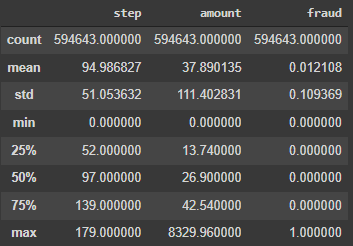 step amount fraud
count 594643.000000 594643.000000 594643.000000
mean 94.986827 37.890135 0.012108
std 51.053632 111.402831 0.109369
min 0.000000 0.000000 0.000000
25% 52.000000 13.740000 0.000000
50% 97.000000 26.900000 0.000000
75% 139.000000 42.540000 0.000000
max 179.000000 8329.960000 1.000000